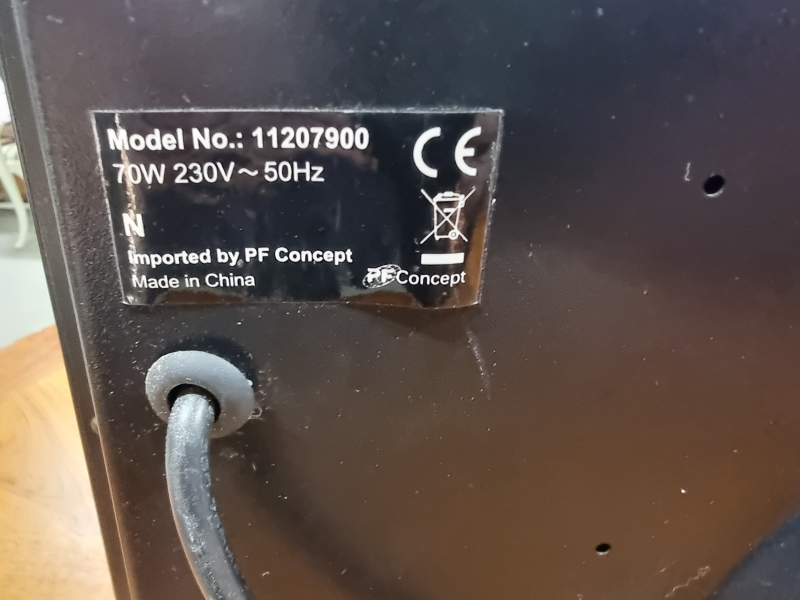 Model No.: 11207900
70W 230V～ 50Hz
CE
N
Imported by PF Concept
Made in China
PF Concept